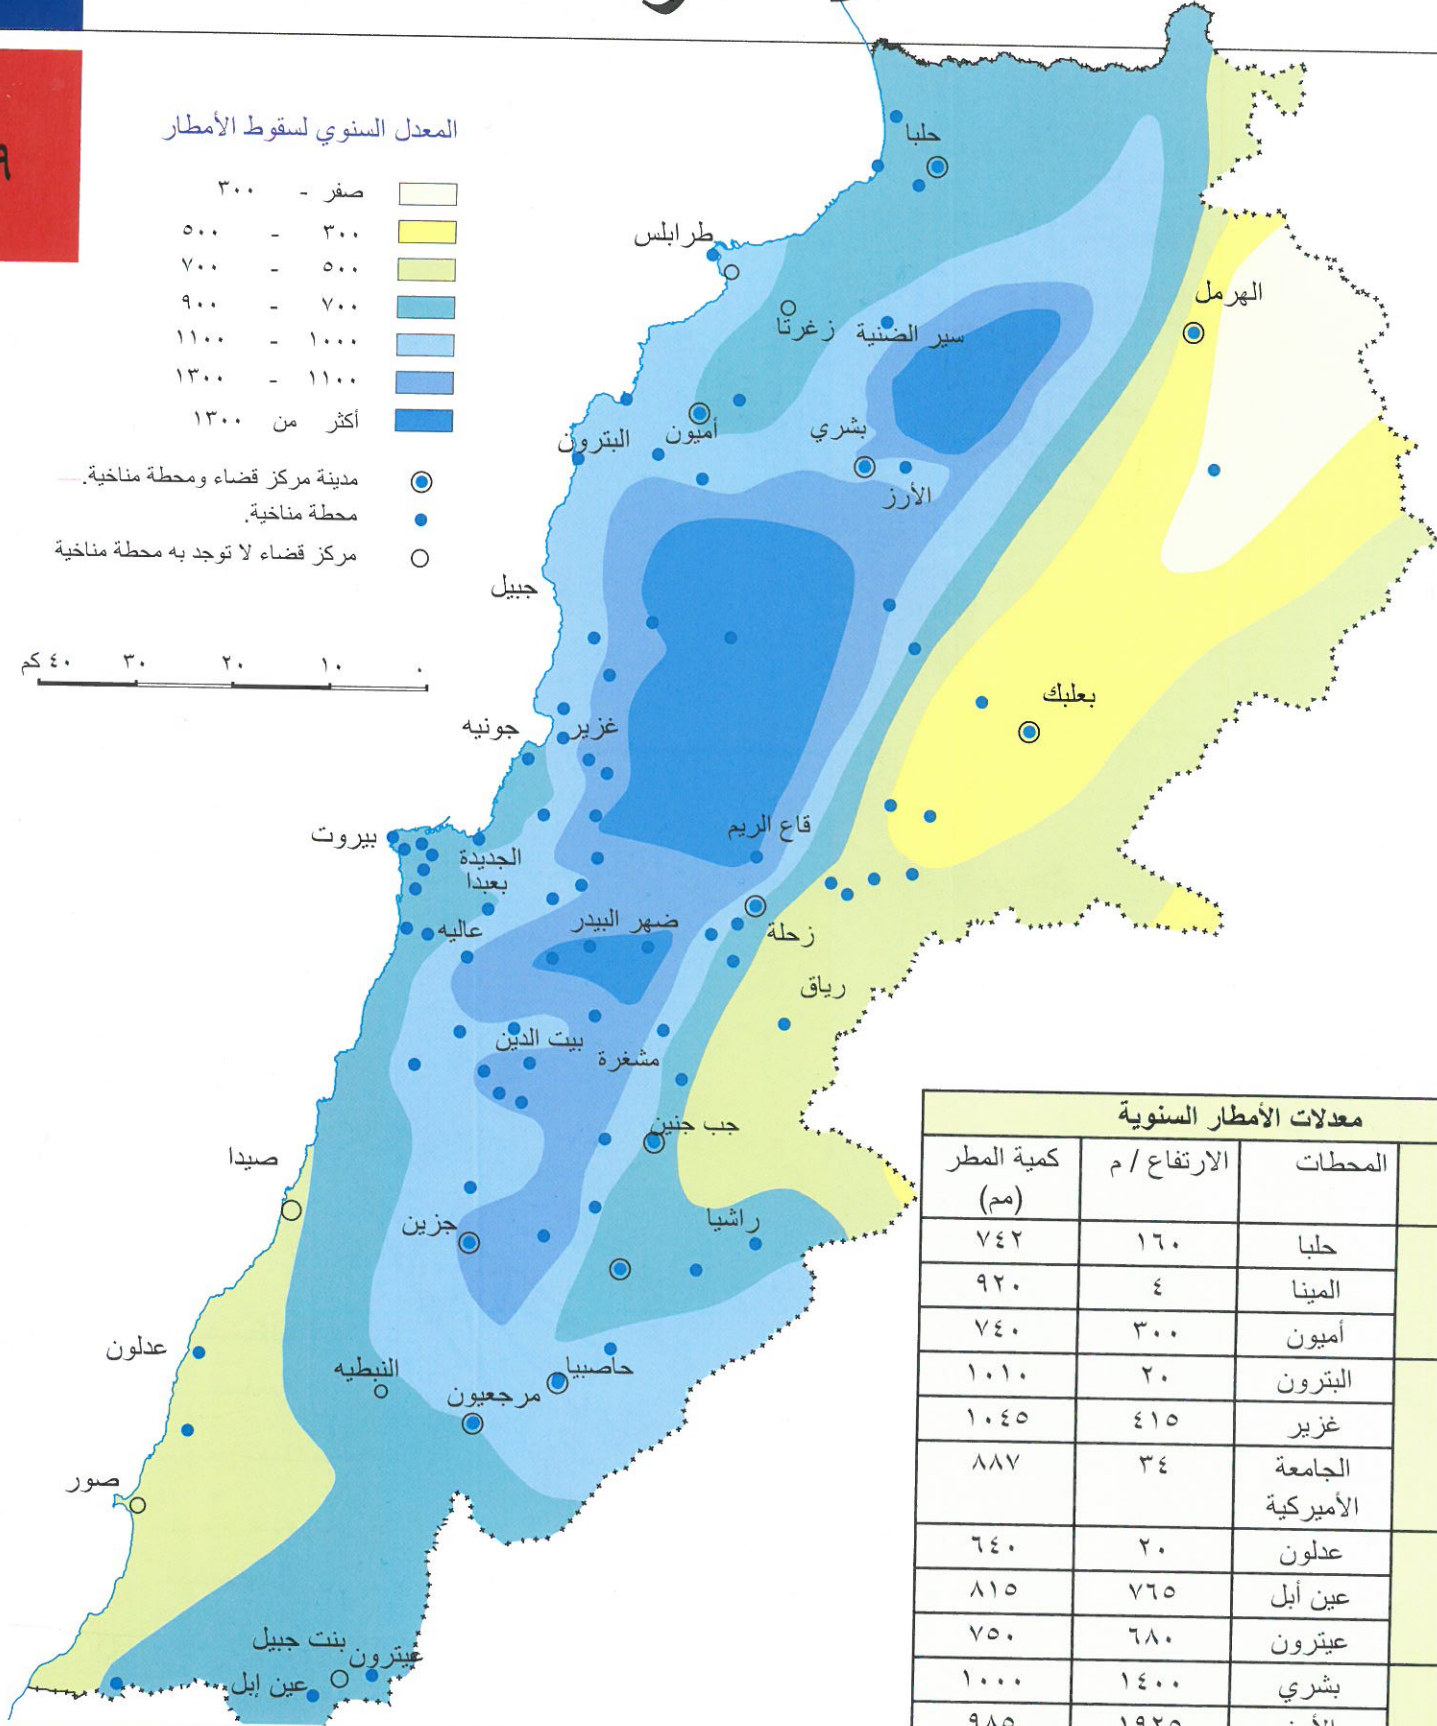 ٩
المعدل السنوي لسقوط الأمطار
صفر - ٣٠٠
٣٠٠ - ٥٠٠
٥٠٠ - ٧٠٠
٧٠٠ - ٩٠٠
١٠٠٠ - ١١٠٠
١١٠٠ - ١٣٠٠
أكثر من ١٣٠٠
مدينة مركز قضاء ومحطة مناخية.
محطة مناخية.
مركز قضاء لا توجد به محطة مناخية
٤٠ كم ٣٠ ٢٠ ١٠ ٠
حلبا
طرابلس
الهرمل
زغرتا
سير الضنية
أميون
بشري
البترون
الأرز
جبيل
بعلبك
جونيه
غزير
قاع الريم
بيروت
الجديدة
بعبدا
ضهر البيدر
عاليه
زحلة
رياق
بيت الدين
مشغرة
جب جنين
صيدا
جزين
راشيا
عدلون
النبطيه
حاصبيا
مرجعيون
صور
بنت جبيل
عيترون
عين إبل
معدلات الأمطار السنوية
المحطات الارتفاع / م كمية المطر
(مم)
حلبا ١٦٠ ٧٤٢
المينا ٤ ٩٢٠
أميون ٣٠٠ ٧٤٠
البترون ٢٠ ١٠١٠
غزير ٤١٥ ١٠٤٥
الجامعة ٣٤ ٨٨٧
الأميركية
عدلون ٢٠ ٦٤٠
عين أبل ٧٦٥ ٨١٥
عيترون ٦٨٠ ٧٥٠
بشري ١٤٠٠ ١٠٠٠
١٩٢٥ ٩٨٥